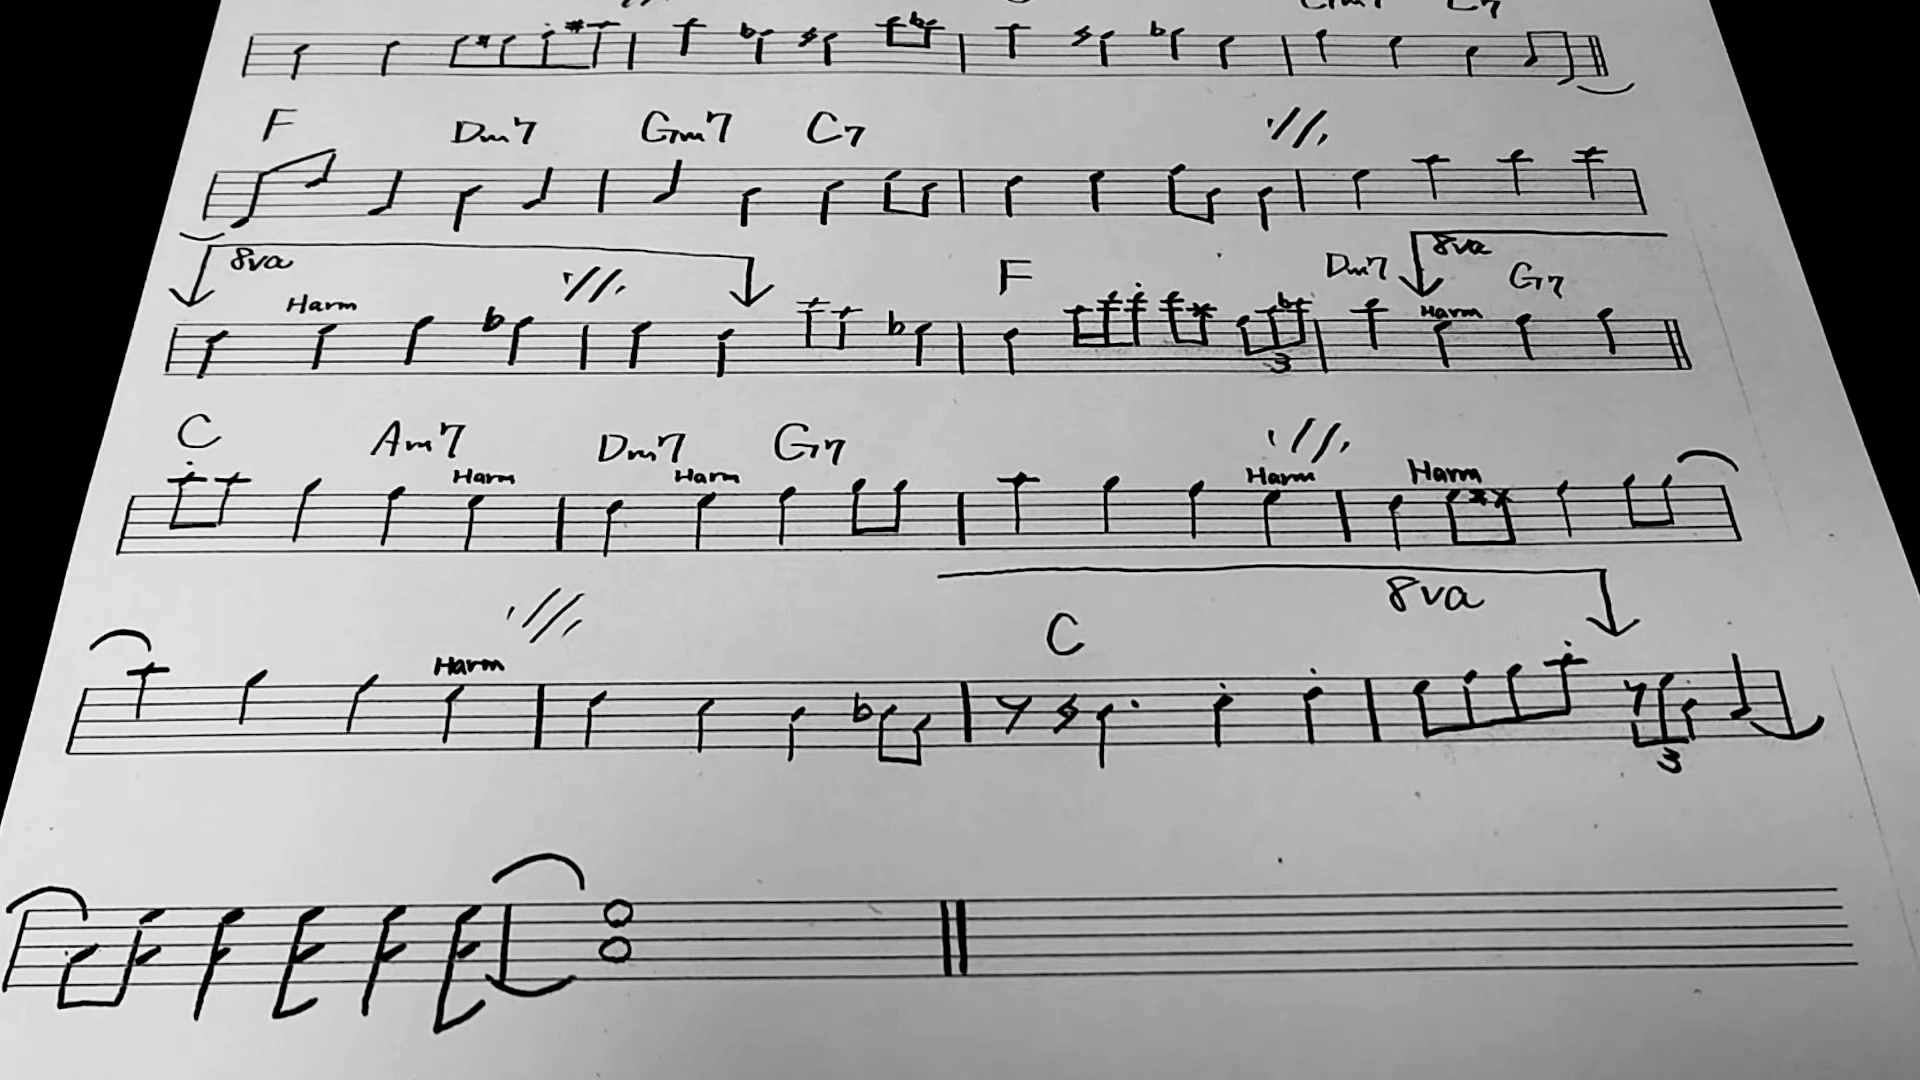 F Dm7 Gm7 C7
8va Harm F Dm7 8va Harm G7
3
C Am7 Harm Dm7 Harm G7 Harm Harm
8va
Harm C
3